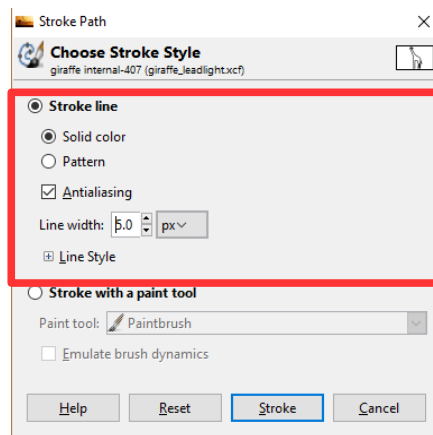 Stroke Path
Choose Stroke Style
giraffe internal-407 (giraffe_leadlight.xcf)
Stroke line
Solid color
Pattern
Antialiasing
Line width: 5.0 px
Line Style
Stroke with a paint tool
Paint tool: Paintbrush
Emulate brush dynamics
Help Reset Stroke Cancel